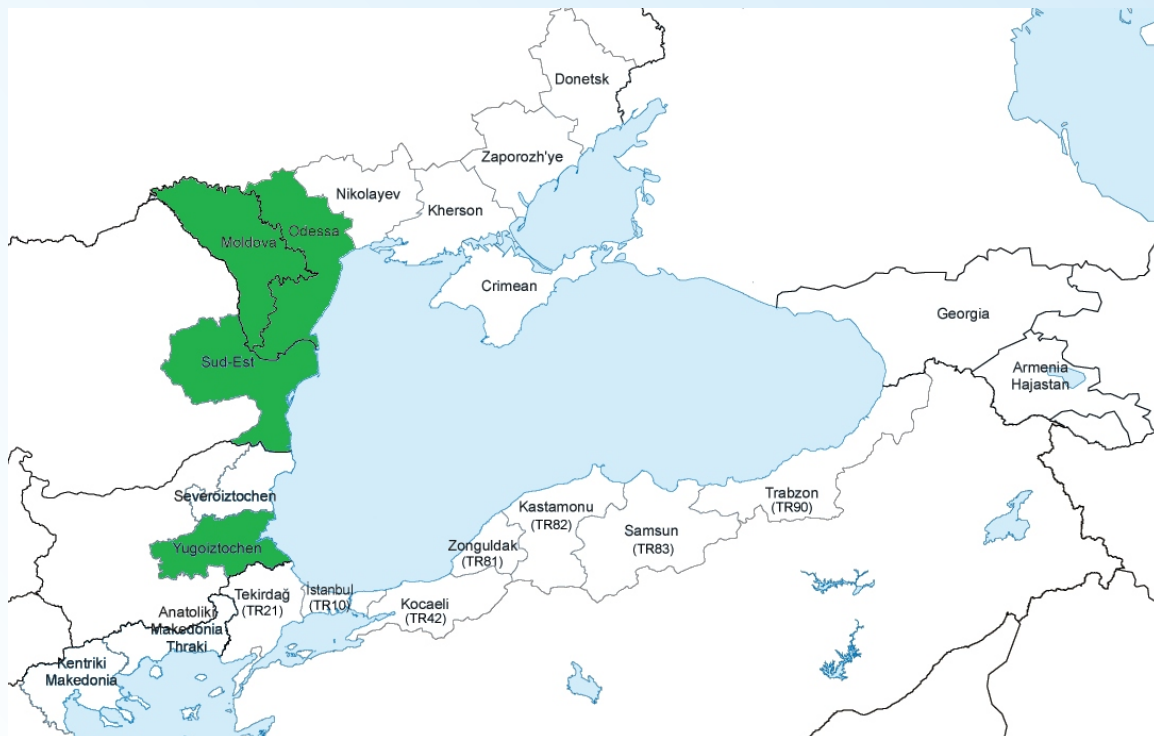 Donetsk
Zaporozh'ye
Nikolayev
Kherson
Odessa
Moldova
Crimean
Georgia
Sud-Est
Armenia
Hajastan
Severoiztochen
Trabzon
(TR90)
Kastamonu
(TR82)
Samsun
(TR83)
Yugoiztochen
Zonguldak
(TR81)
Tekirdağ
(TR21)
İstanbul
(TR10)
Kocaeli
(TR42)
Anatoliki
Makedonia
Thraki
Kentriki
Makedonia